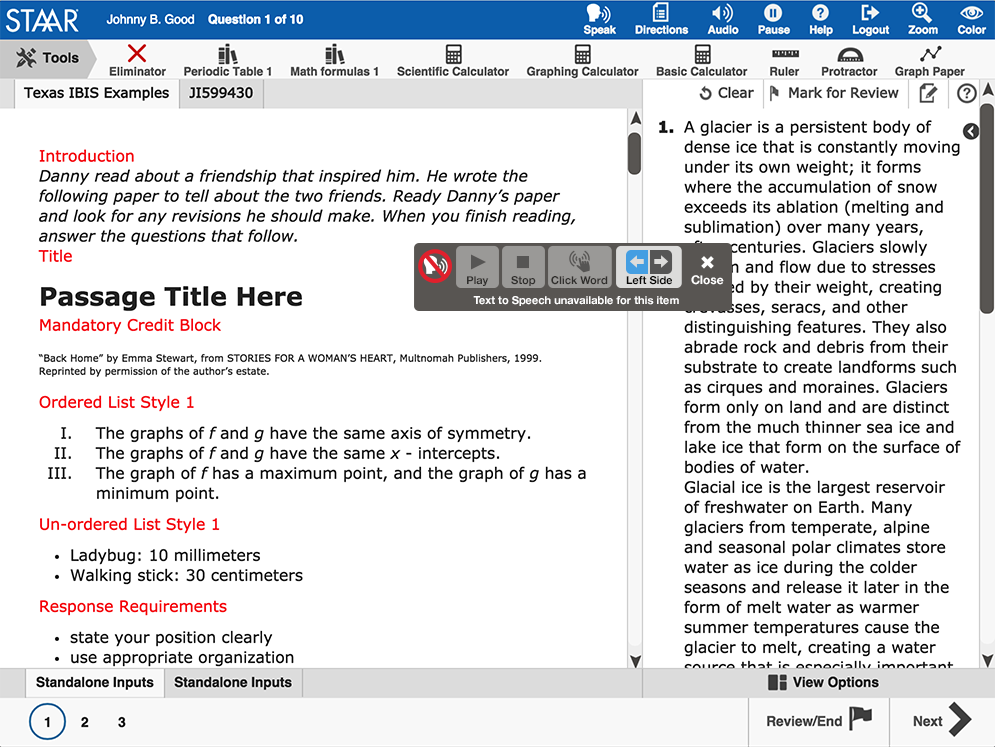 STAAR Johnny B. Good Question 1 of 10 Speak Directions Audio Pause Help Logout Zoom Color
Tools Eliminator Periodic Table 1 Math formulas 1 Scientific Calculator Graphing Calculator Basic Calculator Ruler Protractor Graph Paper
Texas IBIS Examples JI599430
Clear Mark for Review
Introduction
Danny read about a friendship that inspired him. He wrote the
following paper to tell about the two friends. Ready Danny’s paper
and look for any revisions he should make. When you finish reading,
answer the questions that follow.
Title
Passage Title Here
Mandatory Credit Block
“Back Home” by Emma Stewart, from STORIES FOR A WOMAN’S HEART, Multnomah Publishers, 1999.
Reprinted by permission of the author’s estate.
Ordered List Style 1
I. The graphs of f and g have the same axis of symmetry.
II. The graphs of f and g have the same x - intercepts.
III. The graph of f has a maximum point, and the graph of g has a
minimum point.
Un-ordered List Style 1
• Ladybug: 10 millimeters
• Walking stick: 30 centimeters
Response Requirements
• state your position clearly
• use appropriate organization
Play Stop Click Word Left Side Close
Text to Speech unavailable for this item
1. A glacier is a persistent body of
dense ice that is constantly moving
under its own weight; it forms
where the accumulation of snow
exceeds its ablation (melting and
sublimation) over many years,
centuries. Glaciers slowly
and flow due to stresses
by their weight, creating
crevasses, seracs, and other
distinguishing features. They also
abrade rock and debris from their
substrate to create landforms such
as cirques and moraines. Glaciers
form only on land and are distinct
from the much thinner sea ice and
lake ice that form on the surface of
bodies of water.
Glacial ice is the largest reservoir
of freshwater on Earth. Many
glaciers from temperate, alpine
and seasonal polar climates store
water as ice during the colder
seasons and release it later in the
form of melt water as warmer
summer temperatures cause the
glacier to melt, creating a water
source that is especially important
Standalone Inputs Standalone Inputs
View Options
1 2 3
Review/End Next